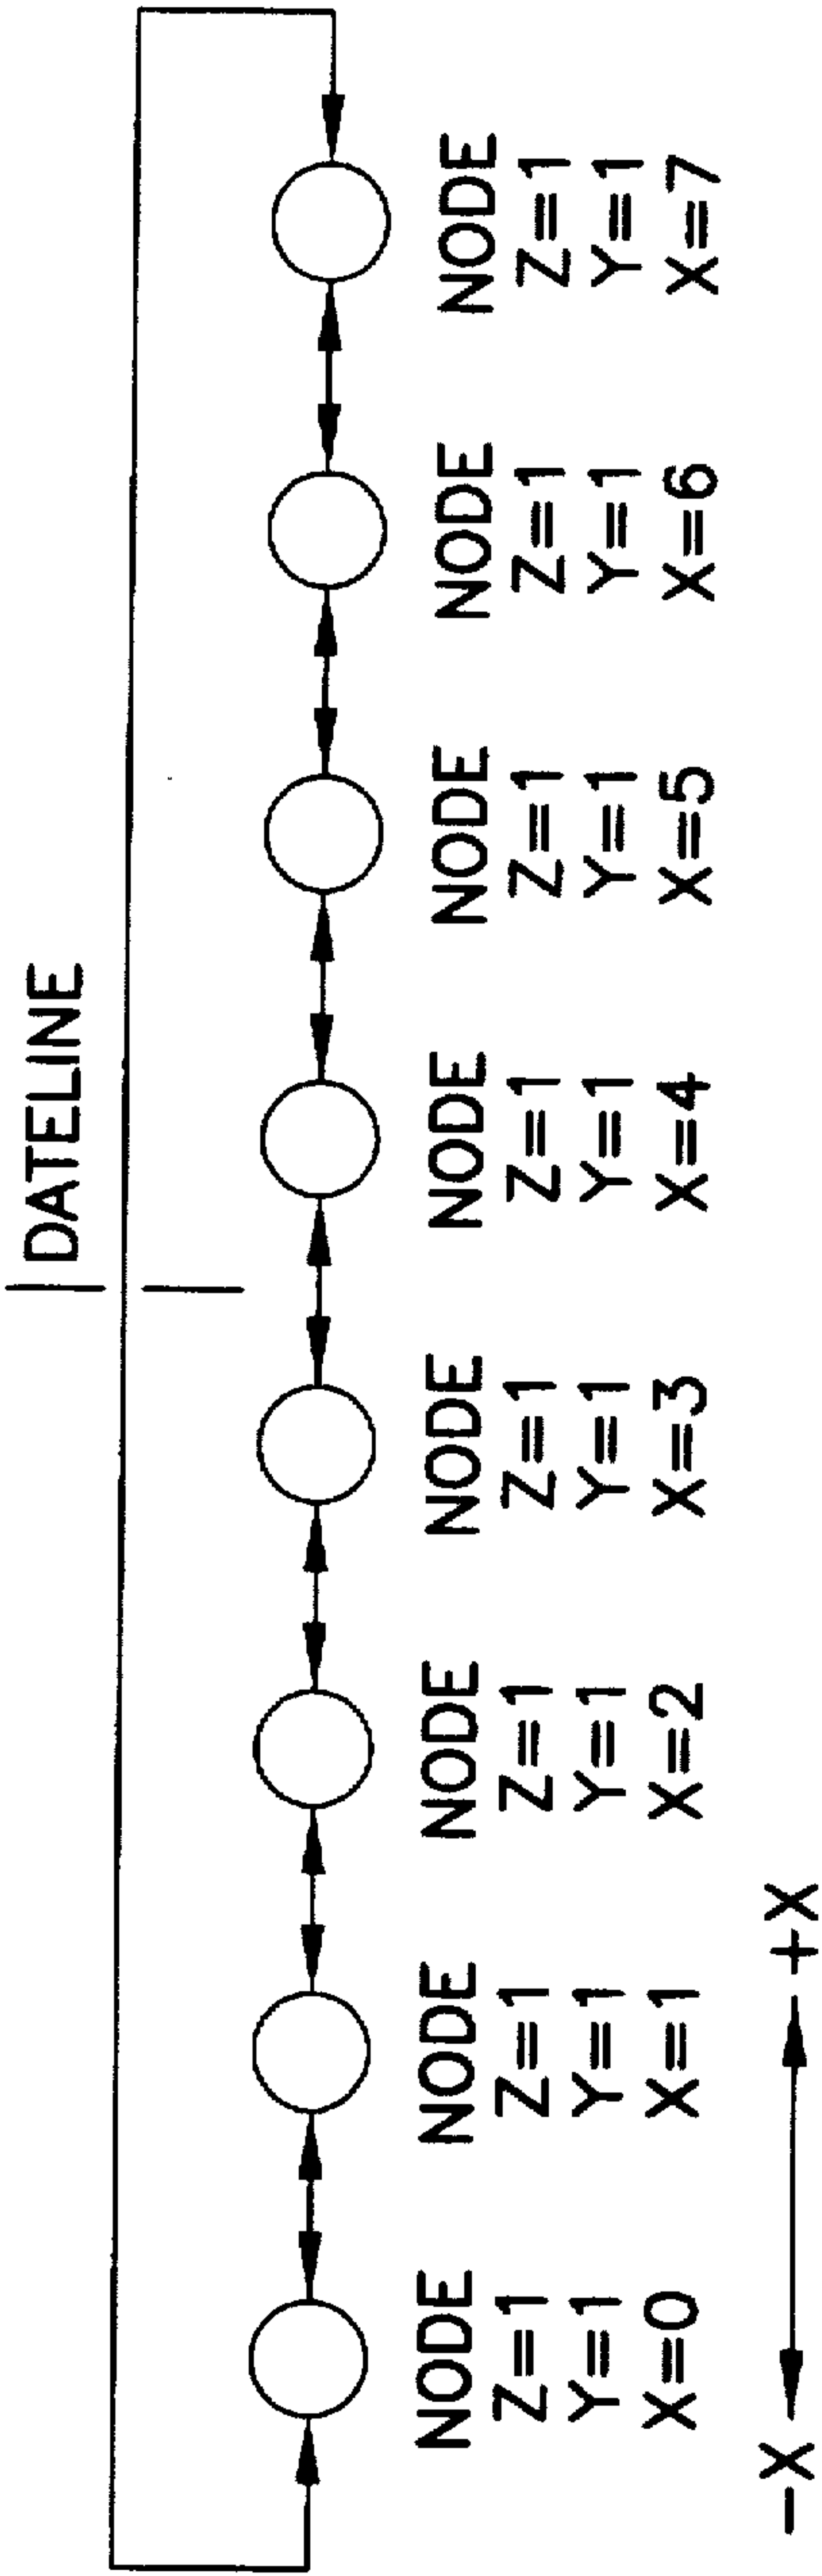 DATELINE
NODE
Z=1
Y=1
X=0
NODE
Z=1
Y=1
X=1
NODE
Z=1
Y=1
X=2
NODE
Z=1
Y=1
X=3
NODE
Z=1
Y=1
X=4
NODE
Z=1
Y=1
X=5
NODE
Z=1
Y=1
X=6
NODE
Z=1
Y=1
X=7
-X +X